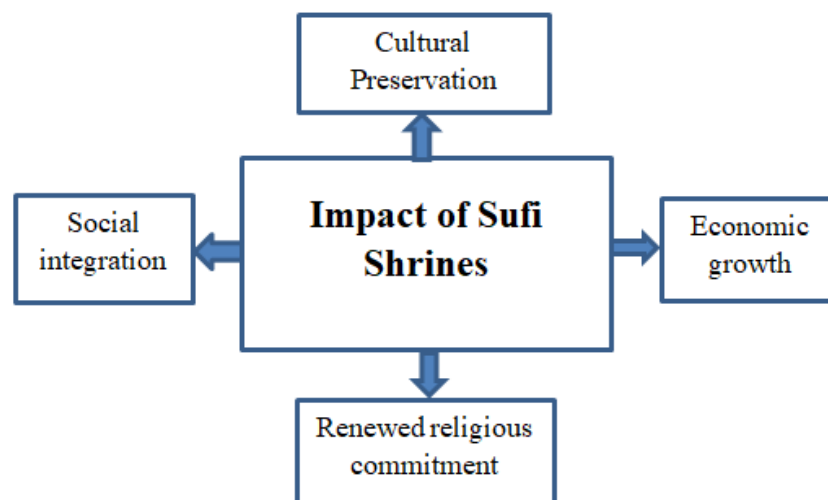 Cultural
Preservation
Impact of Sufi
Shrines
Social
integration
Economic
growth
Renewed religious
commitment